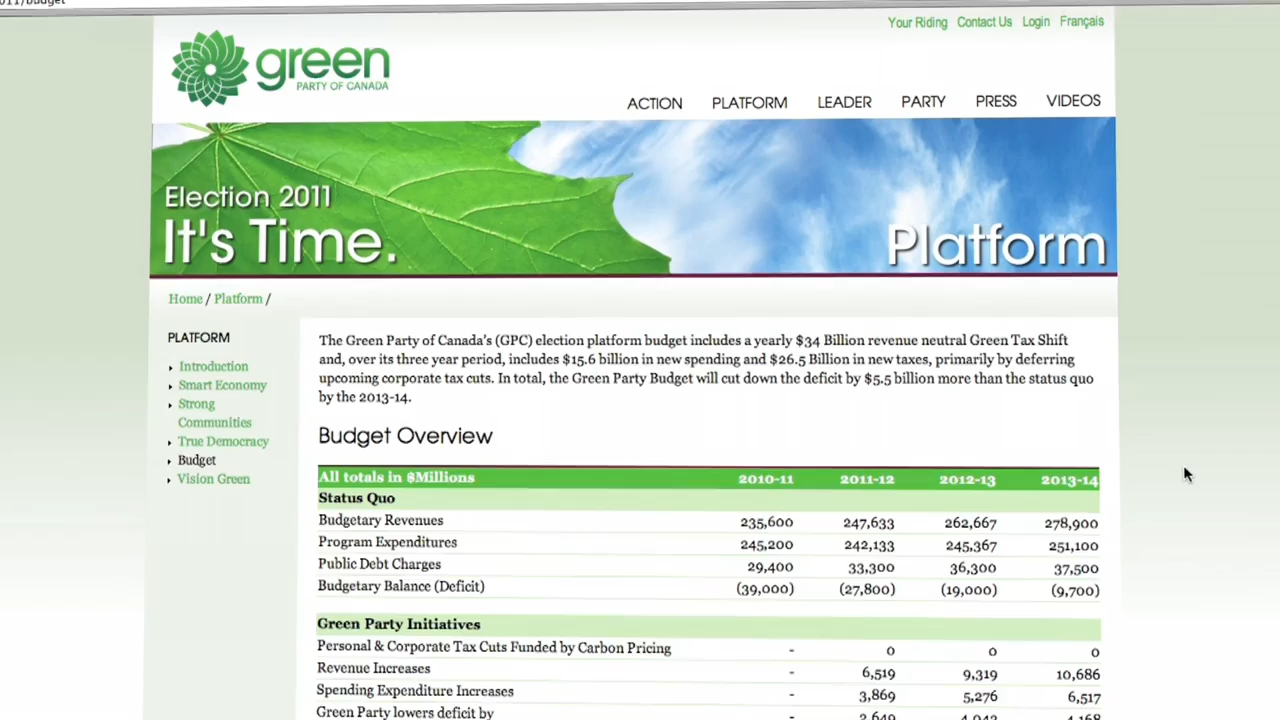 Your Riding Contact Us Login Français
green
PARTY OF CANADA
ACTION PLATFORM LEADER PARTY PRESS VIDEOS
Election 2011
It's Time.
Platform
Home / Platform /
PLATFORM
Introduction
Smart Economy
Strong
Communities
True Democracy
Budget
Vision Green
The Green Party of Canada's (GPC) election platform budget includes a yearly $34 Billion revenue neutral Green Tax Shift
and, over its three year period, includes $15.6 billion in new spending and $26.5 Billion in new taxes, primarily by deferring
upcoming corporate tax cuts. In total, the Green Party Budget will cut down the deficit by $5.5 billion more than the status quo
by the 2013-14.
Budget Overview
All totals in $Millions 2010-11 2011-12 2012-13 2013-14
Status Quo
Budgetary Revenues 235,600 247,633 262,667 278,900
Program Expenditures 245,200 242,133 245,367 251,100
Public Debt Charges 29,400 33,300 36,300 37,500
Budgetary Balance (Deficit) (39,000) (27,800) (19,000) (9,700)
Green Party Initiatives
Personal & Corporate Tax Cuts Funded by Carbon Pricing - 0 0 0
Revenue Increases - 6,519 9,319 10,686
Spending Expenditure Increases - 3,869 5,276 6,517
Green Party lowers deficit by -